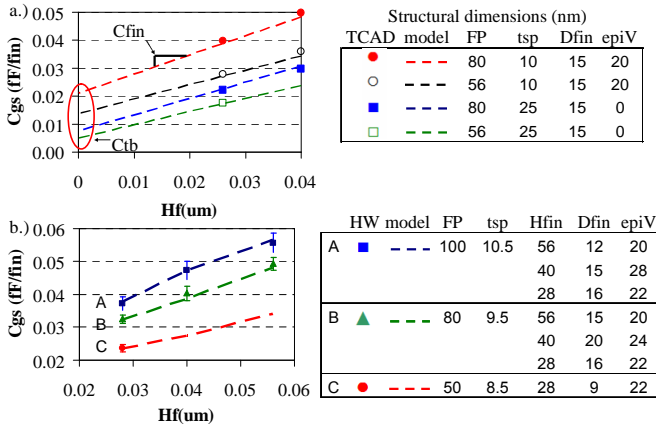 a.)
Cgs (fF/fin)
0.05
0.04
0.03
0.02
0.01
0.00
Cfin
Ctb
0 0.01 0.02 0.03 0.04
Hf(um)
Structural dimensions (nm)
TCAD model FP tsp Dfin epiV
80 10 15 20
56 10 15 20
80 25 15 0
56 25 15 0
b.)
Cgs (fF/fin)
0.06
0.05
0.04
0.03
0.02
A
B
C
0.02 0.03 0.04 0.05 0.06
Hf(um)
HW model FP tsp Hfin Dfin epiV
A 100 10.5 56 12 20
40 15 28
28 16 22
B 80 9.5 56 15 20
40 20 24
28 16 22
C 50 8.5 28 9 22